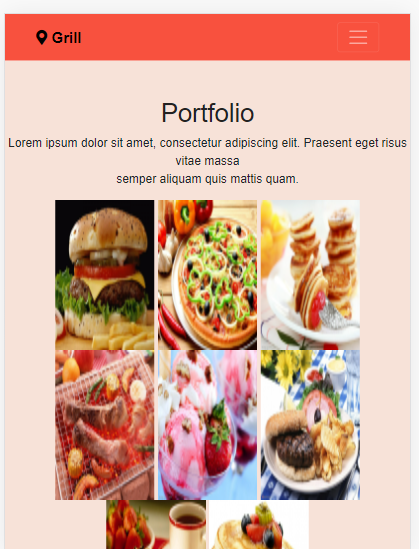 Grill
Portfolio
Lorem ipsum dolor sit amet, consectetur adipiscing elit. Praesent eget risus
vitae massa
semper aliquam quis mattis quam.